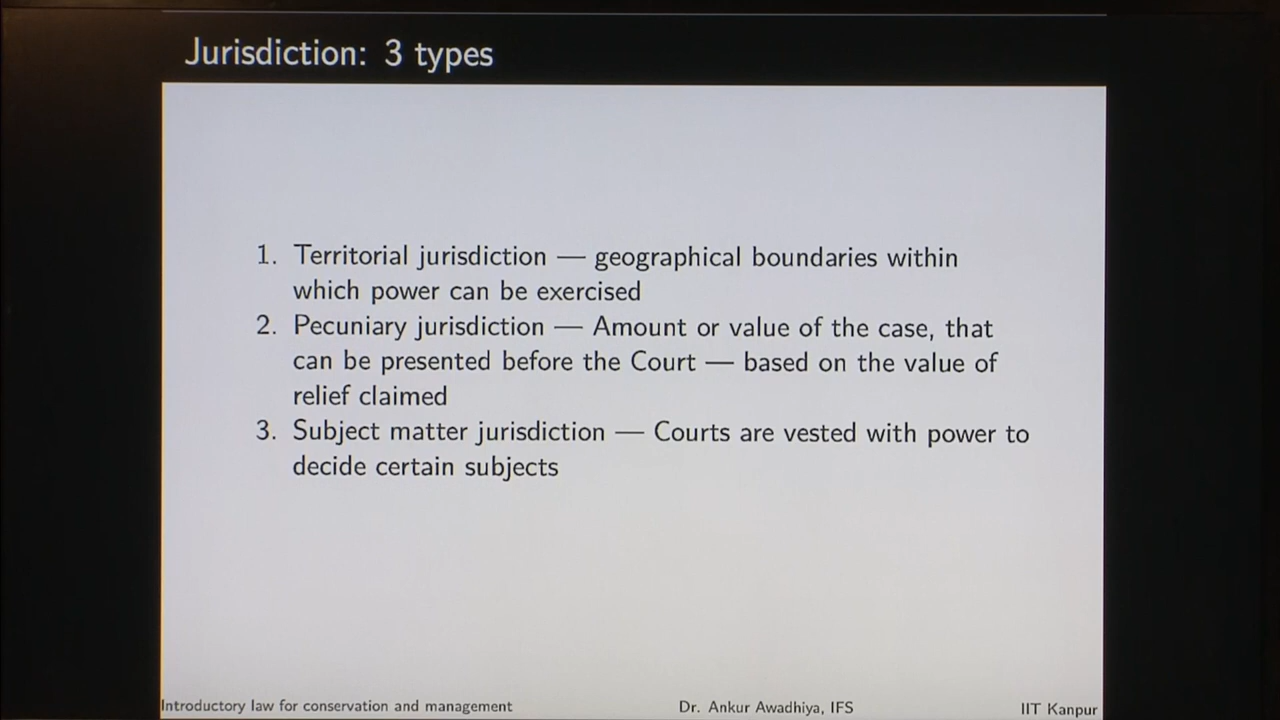 Jurisdiction: 3 types
1. Territorial jurisdiction — geographical boundaries within
which power can be exercised
2. Pecuniary jurisdiction — Amount or value of the case, that
can be presented before the Court — based on the value of
relief claimed
3. Subject matter jurisdiction — Courts are vested with power to
decide certain subjects
Introductory law for conservation and management Dr. Ankur Awadhiya, IFS IIT Kanpur